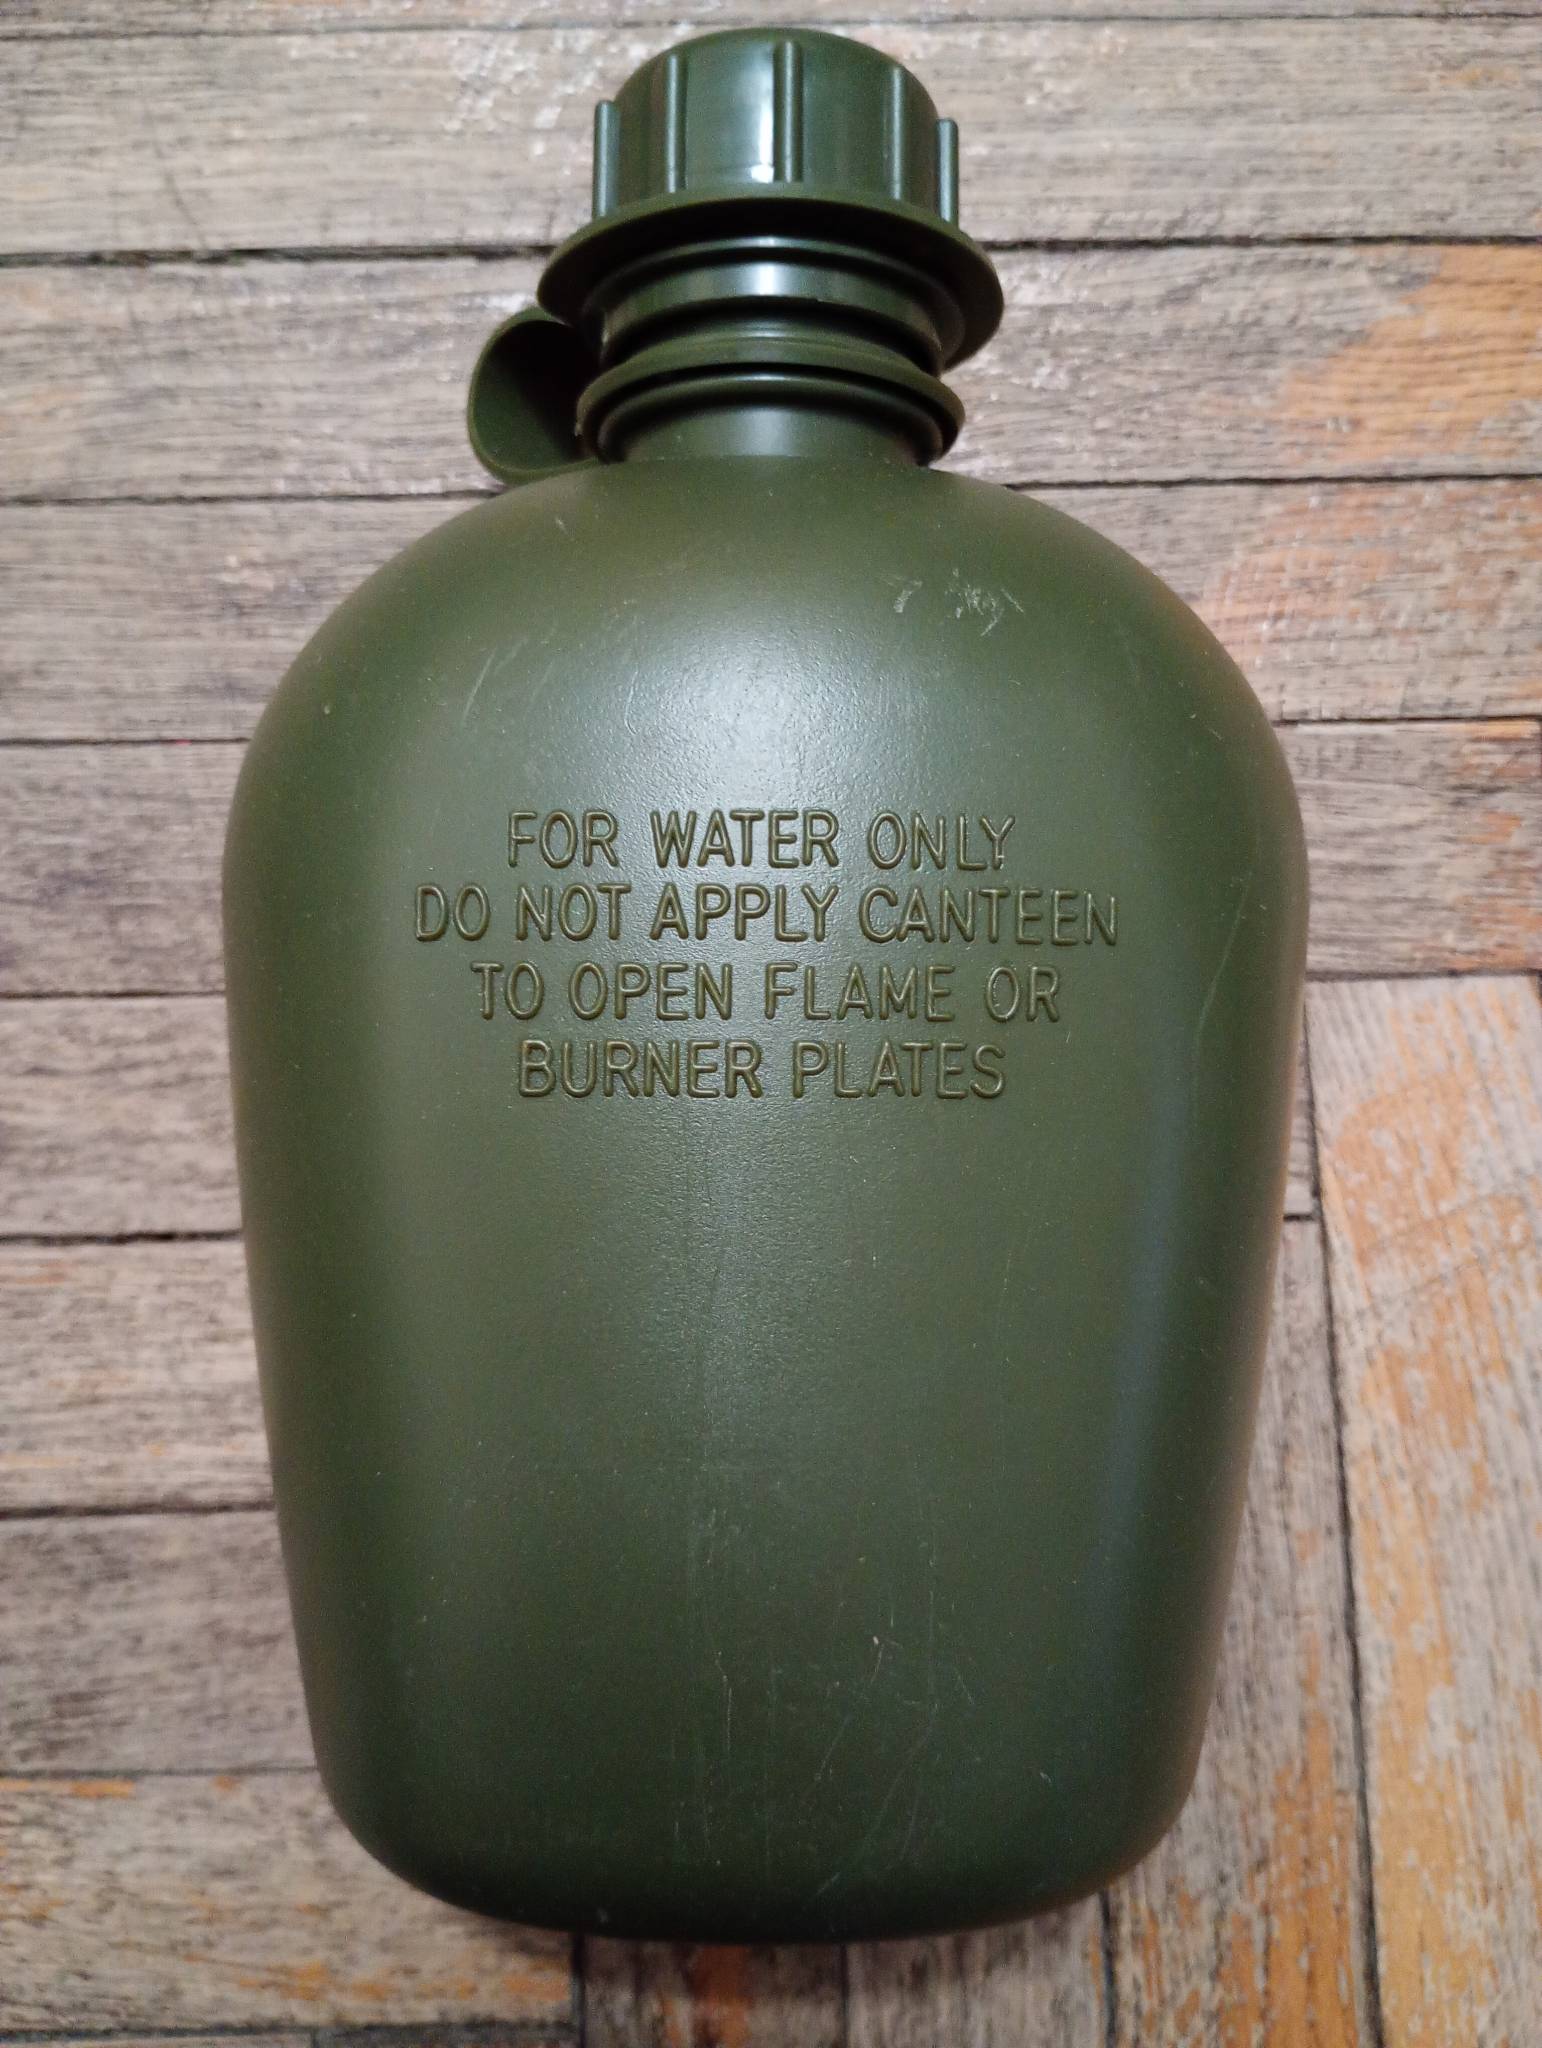 FOR WATER ONLY
DO NOT APPLY CANTEEN
TO OPEN FLAME OR
BURNER PLATES